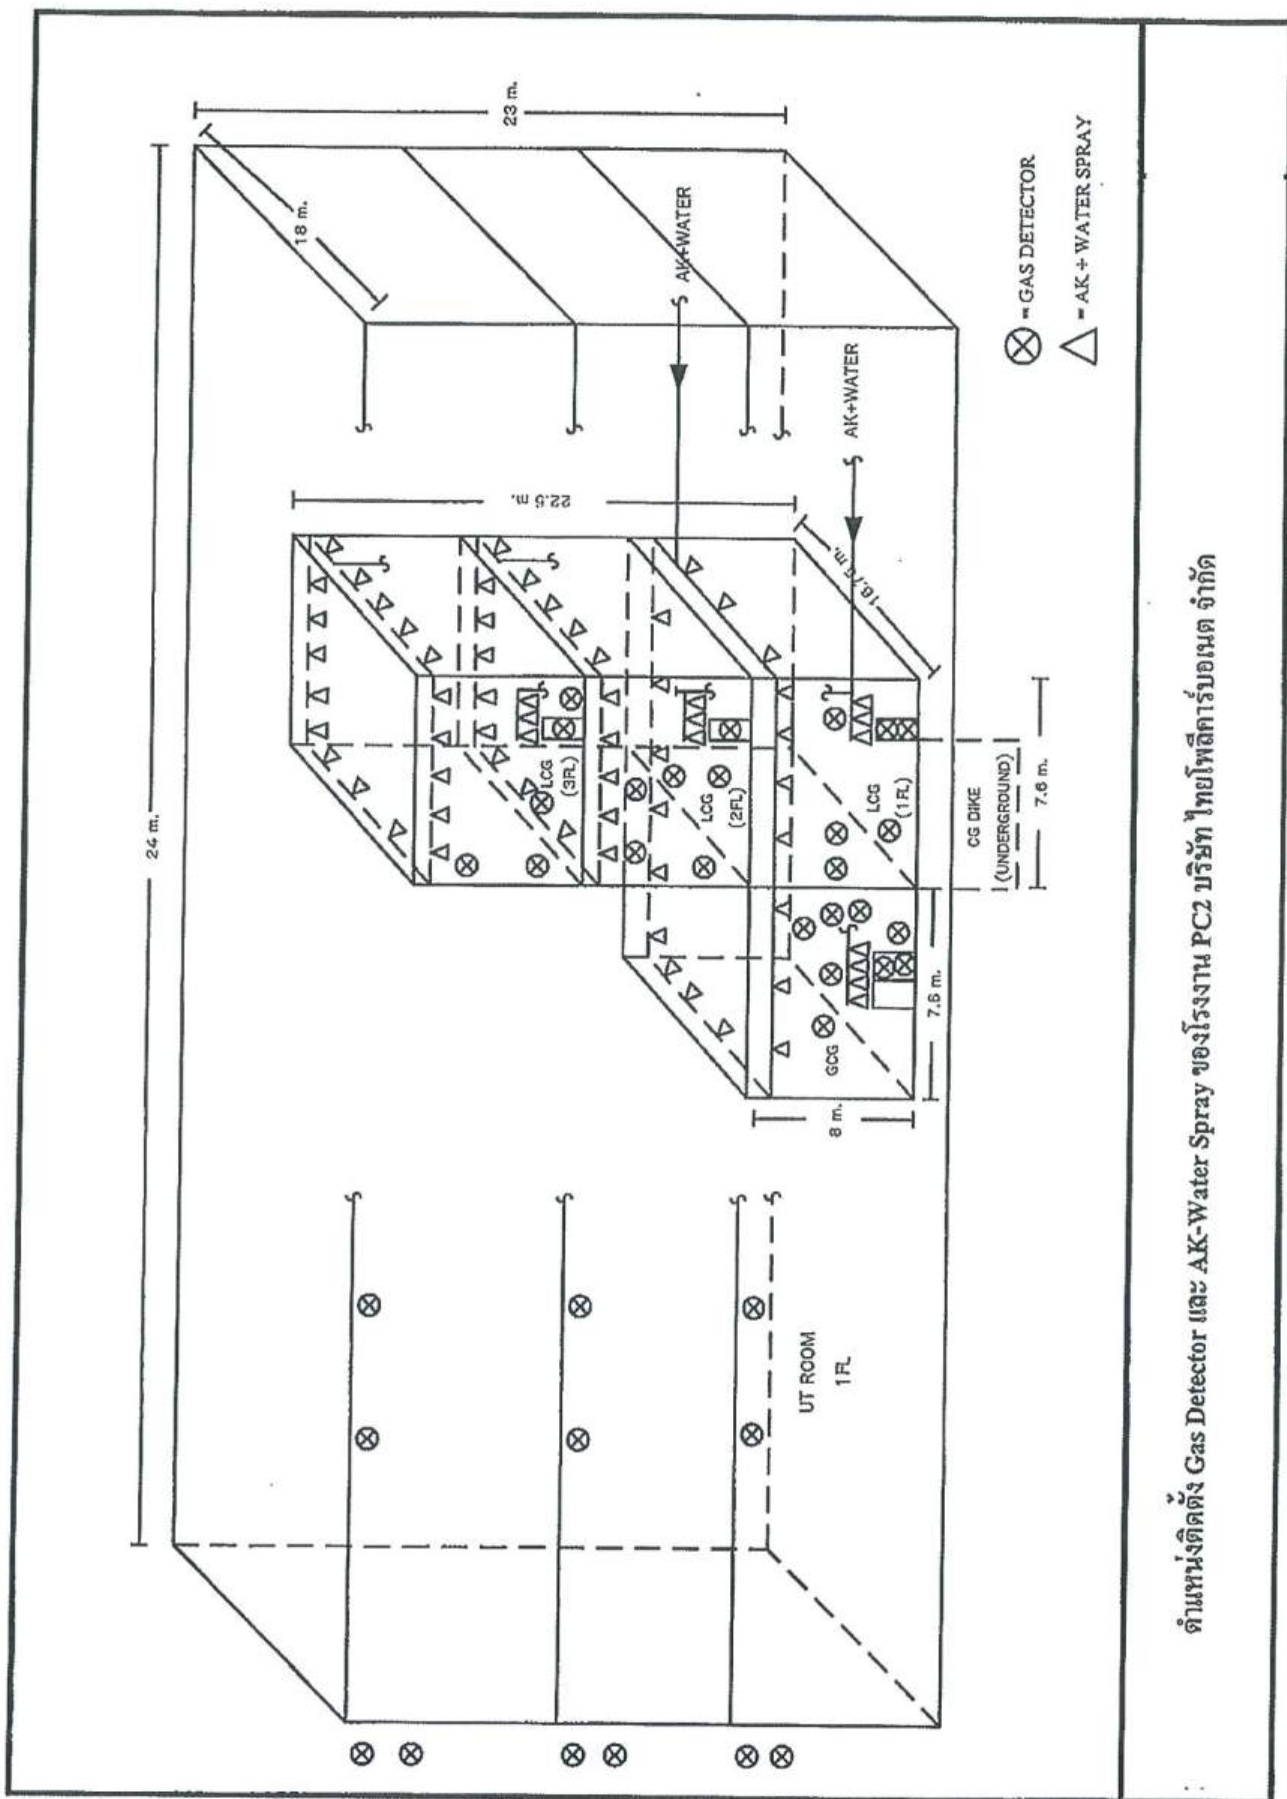 24 m.
18 m.
23 m.
22.5 m.
AK+WATER
AK+WATER
LCG
(3FL)
LCG
(2FL)
LCG
(1FL)
GCG
8 m.
7.6 m.
7.6 m.
CG DIKE
(UNDERGROUND)
UT ROOM
1 FL
= GAS DETECTOR
= AK + WATER SPRAY
ตำแหน่งติดตั้ง Gas Detector และ AK-Water Spray ของโรงงาน PC2 บริษัท ไทยโพลีคาร์บอเนต จำกัด